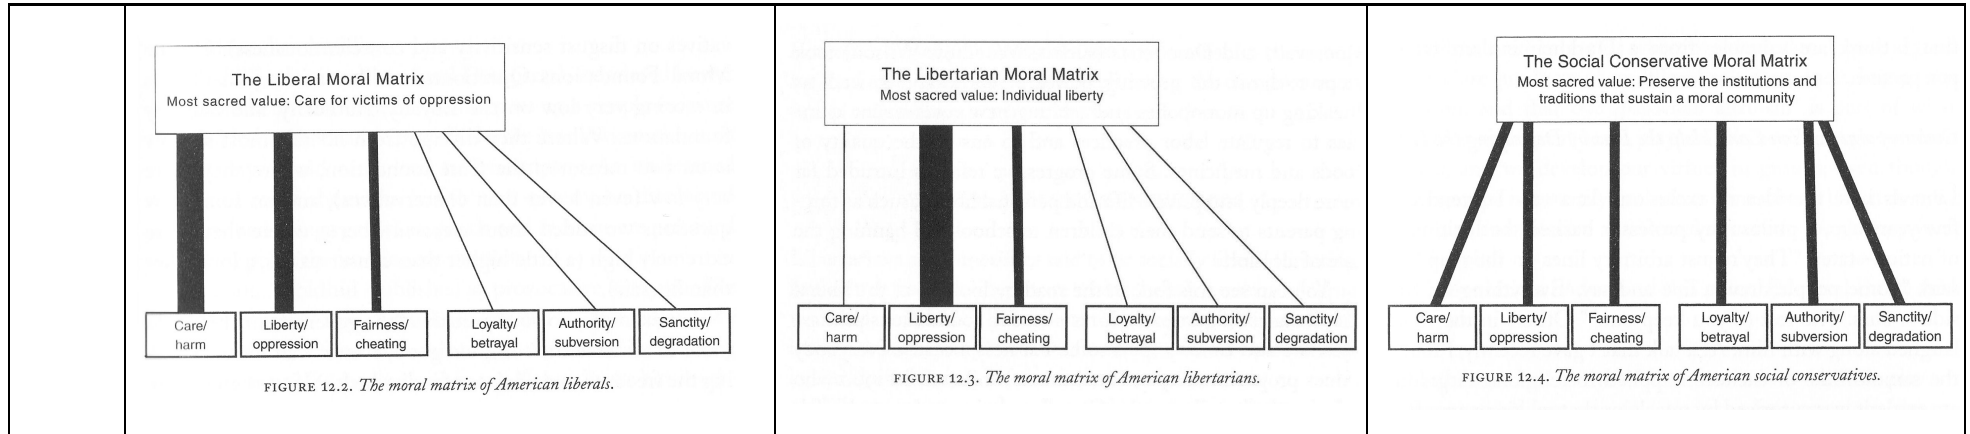 The Liberal Moral Matrix
Most sacred value: Care for victims of oppression
Care/
harm
Liberty/
oppression
Fairness/
cheating
Loyalty/
betrayal
Authority/
subversion
Sanctity/
degradation
FIGURE 12.2. The moral matrix of American liberals.
The Libertarian Moral Matrix
Most sacred value: Individual liberty
Care/
harm
Liberty/
oppression
Fairness/
cheating
Loyalty/
betrayal
Authority/
subversion
Sanctity/
degradation
FIGURE 12.3. The moral matrix of American libertarians.
The Social Conservative Moral Matrix
Most sacred value: Preserve the institutions and
traditions that sustain a moral community
Care/
harm
Liberty/
oppression
Fairness/
cheating
Loyalty/
betrayal
Authority/
subversion
Sanctity/
degradation
FIGURE 12.4. The moral matrix of American social conservatives.